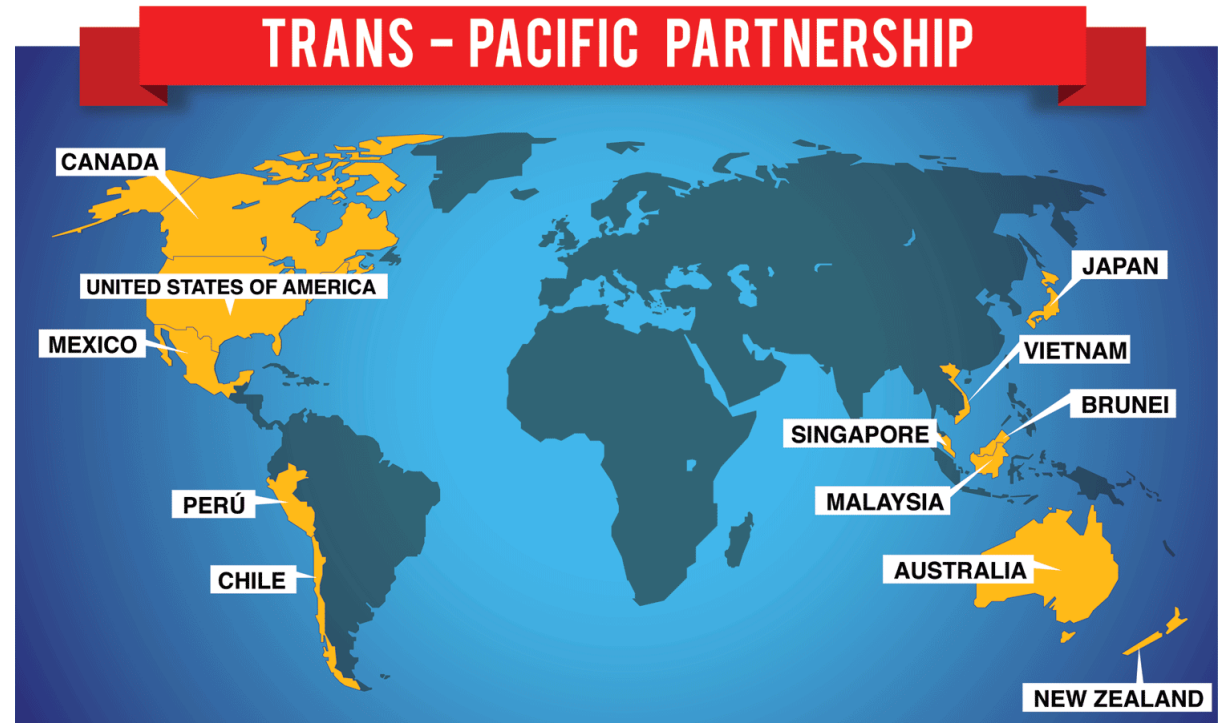 TRANS – PACIFIC PARTNERSHIP
CANADA
UNITED STATES OF AMERICA
MEXICO
PERÚ
CHILE
JAPAN
VIETNAM
BRUNEI
SINGAPORE
MALAYSIA
AUSTRALIA
NEW ZEALAND